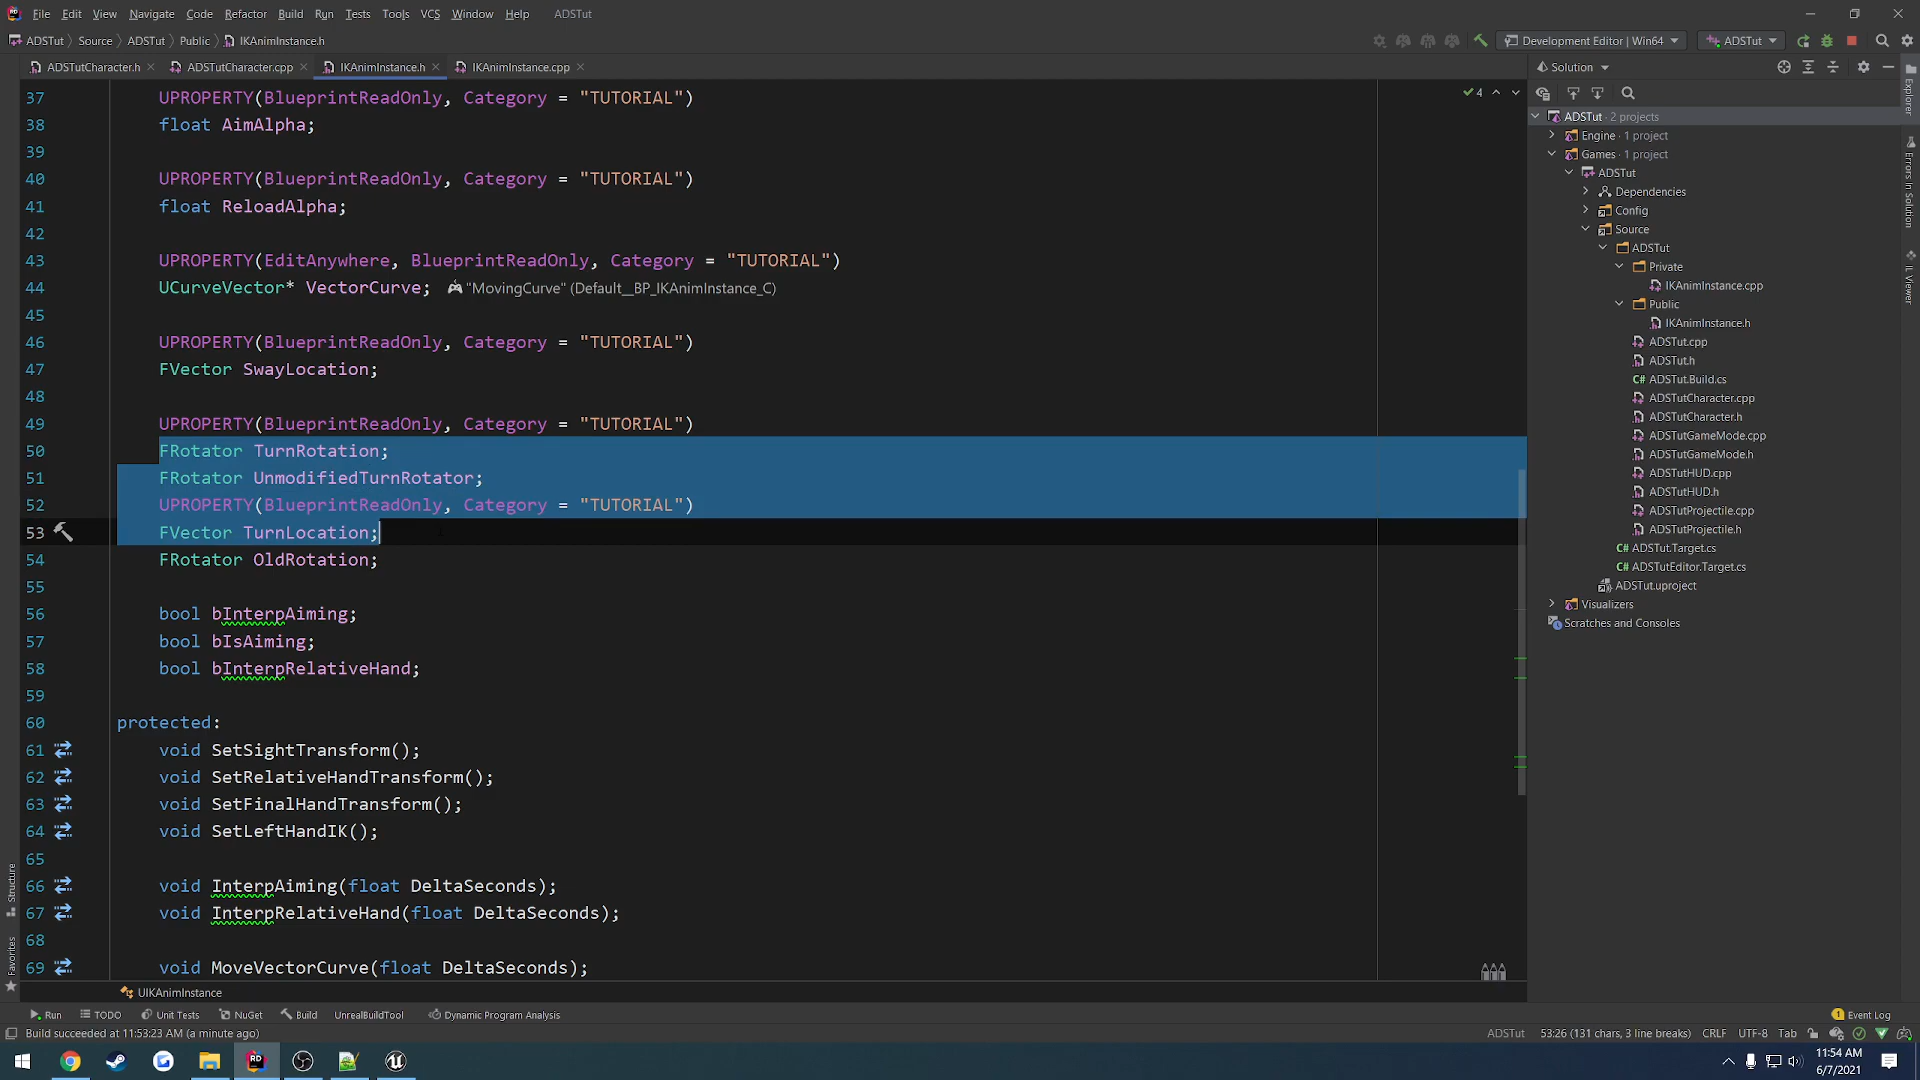 File Edit View Navigate Code Refactor Build Run Tests Tools VCS Window Help ADSTut
ADSTut Source ADSTut Public IKAnimInstance.h
Development Editor | Win64 ADSTut
ADSTutCharacter.h ADSTutCharacter.cpp IKAnimInstance.h IKAnimInstance.cpp
4
37 UPROPERTY(BlueprintReadOnly, Category = "TUTORIAL")
38 float AimAlpha;
39
40 UPROPERTY(BlueprintReadOnly, Category = "TUTORIAL")
41 float ReloadAlpha;
42
43 UPROPERTY(EditAnywhere, BlueprintReadOnly, Category = "TUTORIAL")
44 UCurveVector* VectorCurve; "MovingCurve" (Default__BP_IKAnimInstance_C)
45
46 UPROPERTY(BlueprintReadOnly, Category = "TUTORIAL")
47 FVector SwayLocation;
48
49 UPROPERTY(BlueprintReadOnly, Category = "TUTORIAL")
50 FRotator TurnRotation;
51 FRotator UnmodifiedTurnRotator;
52 UPROPERTY(BlueprintReadOnly, Category = "TUTORIAL")
53 FVector TurnLocation;
54 FRotator OldRotation;
55
56 bool bInterpAiming;
57 bool bIsAiming;
58 bool bInterpRelativeHand;
59
60 protected:
61 void SetSightTransform();
62 void SetRelativeHandTransform();
63 void SetFinalHandTransform();
64 void SetLeftHandIK();
65
66 void InterpAiming(float DeltaSeconds);
67 void InterpRelativeHand(float DeltaSeconds);
68
69 void MoveVectorCurve(float DeltaSeconds);
UIKAnimInstance
Solution
ADSTut · 2 projects
Engine · 1 project
Games · 1 project
ADSTut
Dependencies
Config
Source
ADSTut
Private
IKAnimInstance.cpp
Public
IKAnimInstance.h
ADSTut.cpp
ADSTut.h
C# ADSTut.Build.cs
ADSTutCharacter.cpp
ADSTutCharacter.h
ADSTutGameMode.cpp
ADSTutGameMode.h
ADSTutHUD.cpp
ADSTutHUD.h
ADSTutProjectile.cpp
ADSTutProjectile.h
C# ADSTut.Target.cs
C# ADSTutEditor.Target.cs
ADSTut.uproject
Visualizers
Scratches and Consoles
Explorer
Errors In Solution
IL Viewer
Structure
Favorites
Run TODO Unit Tests NuGet Build UnrealBuildTool Dynamic Program Analysis
1 Event Log
Build succeeded at 11:53:23 AM (a minute ago)
ADSTut 53:26 (131 chars, 3 line breaks) CRLF UTF-8 Tab
RD
11:54 AM
6/7/2021